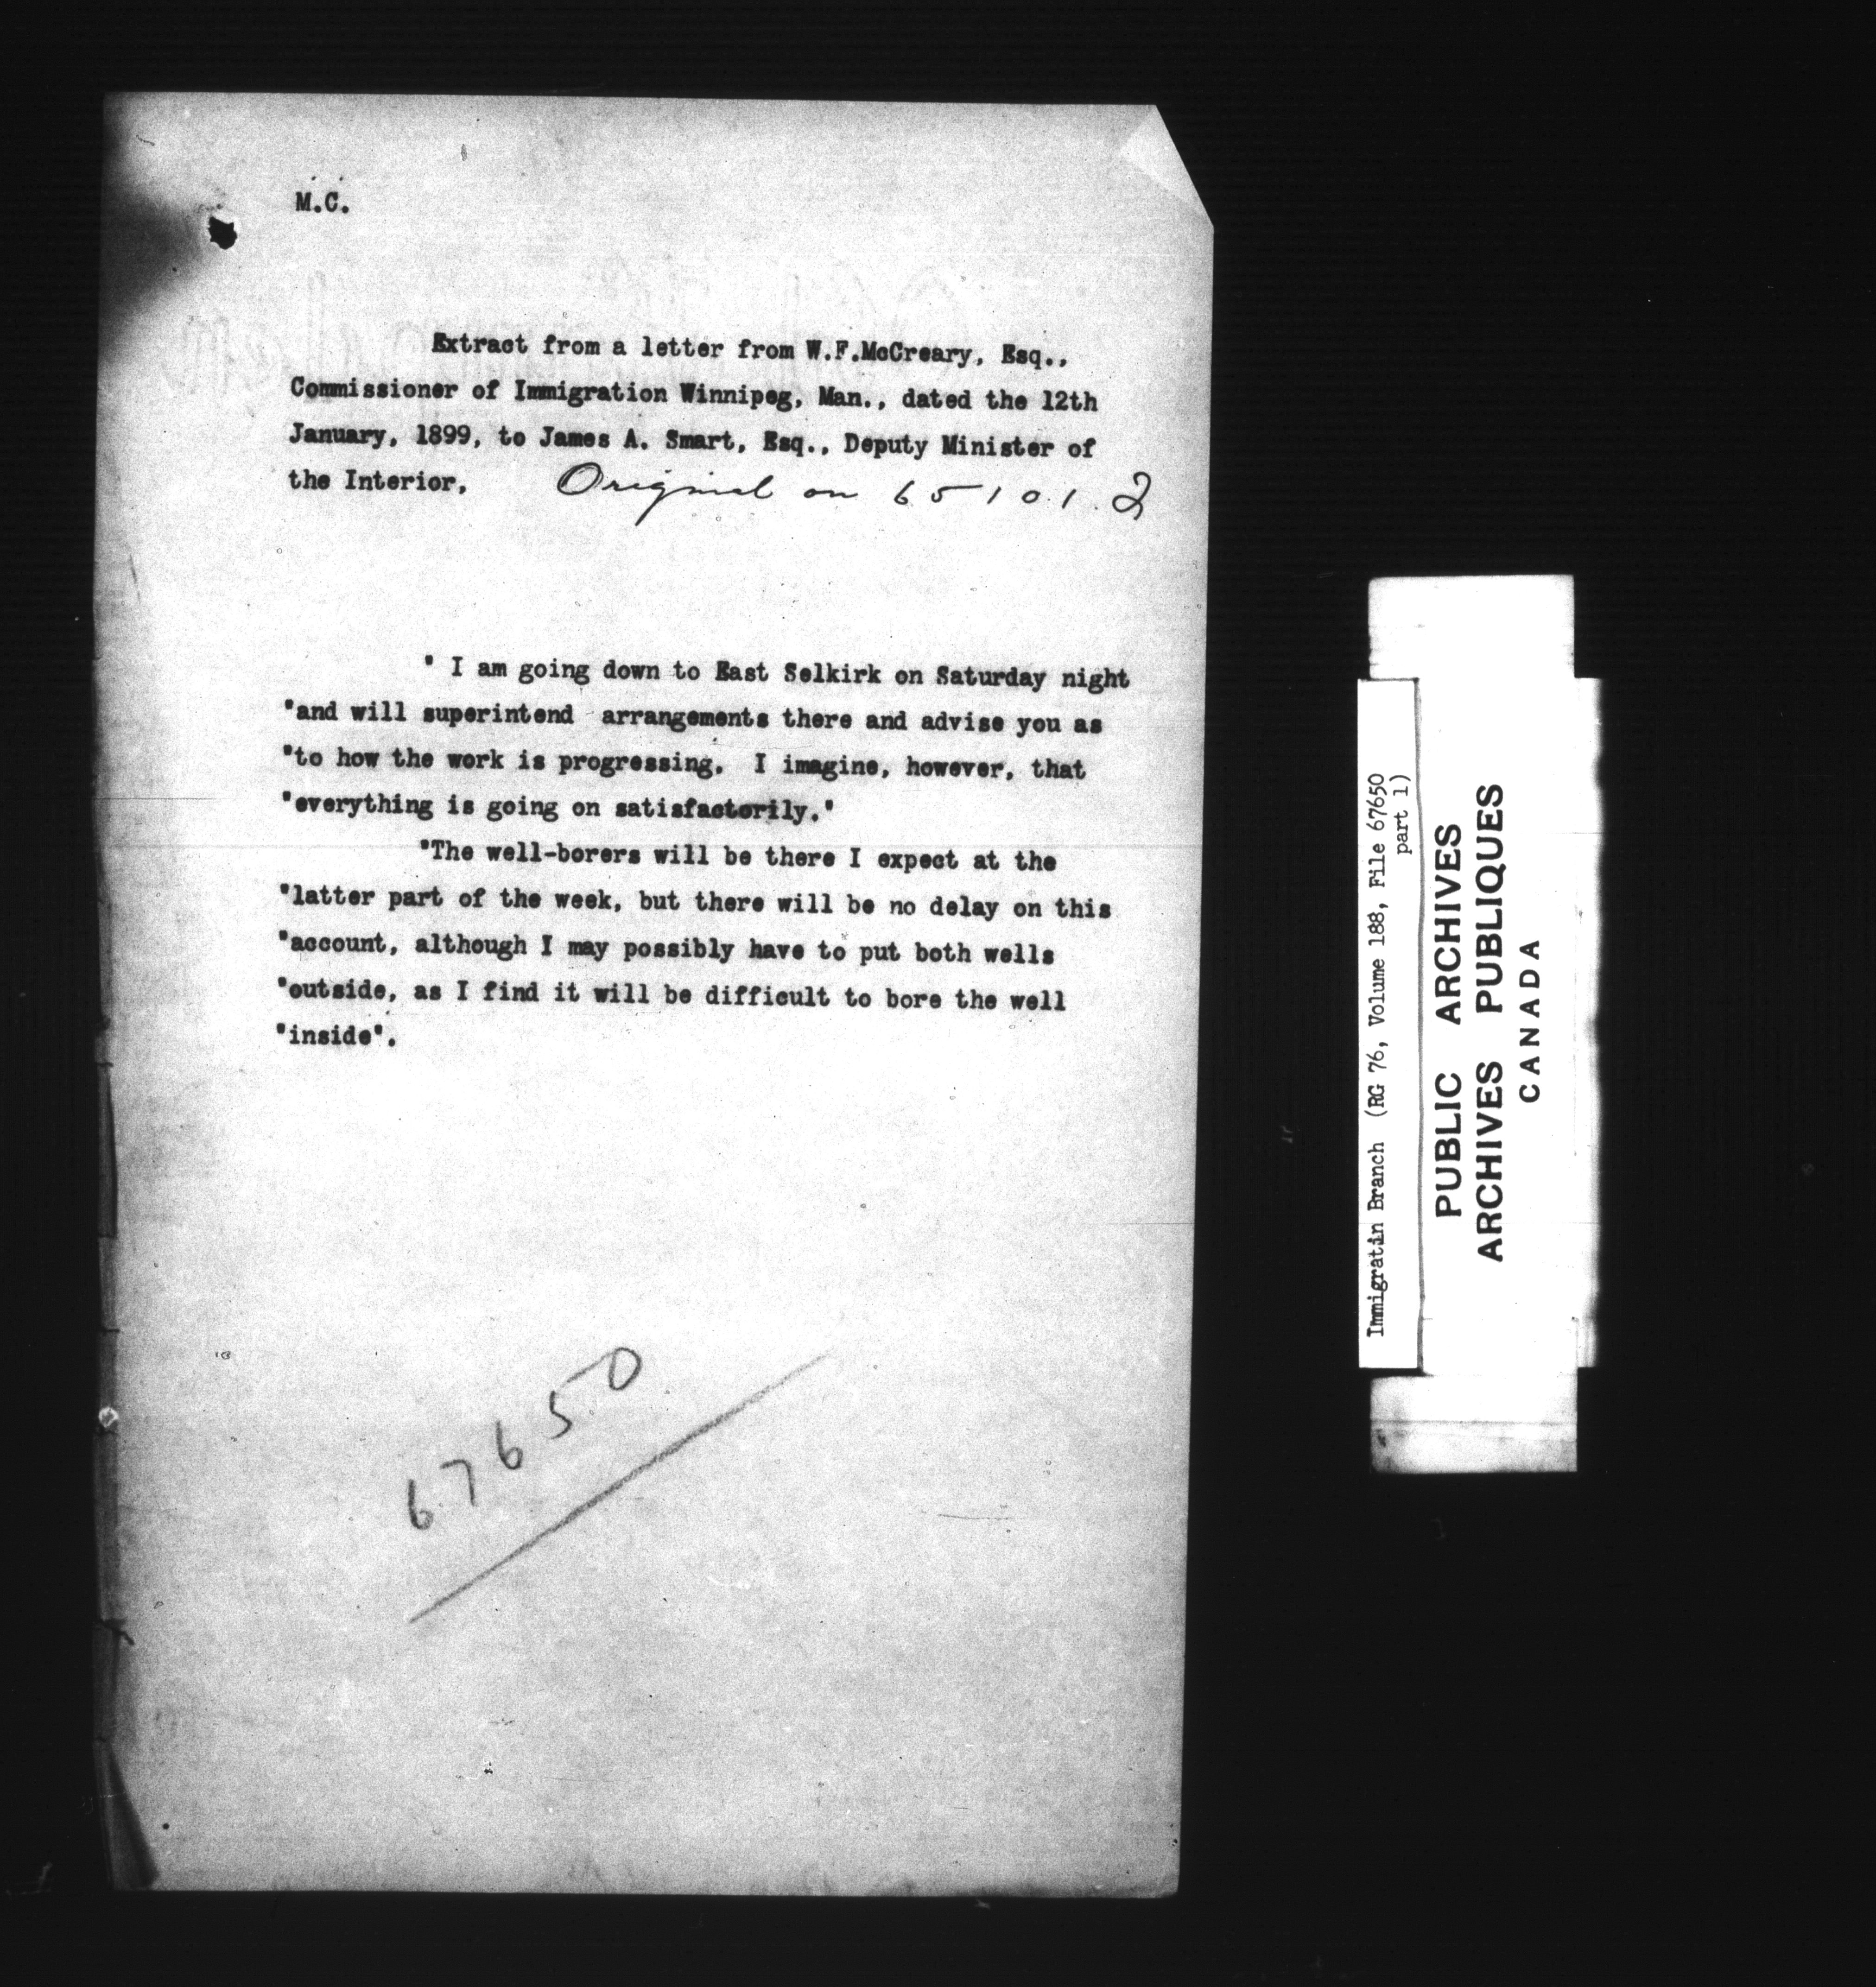 M.C.
Extract from a letter from W.F.McCreary, Esq.,
Commissioner of Immigration Winnipeg, Man., dated the 12th
January, 1899, to James A. Smart, Esq., Deputy Minister of
the Interior, Original on 65101.2
" I am going down to East Selkirk on Saturday night
"and will superintend arrangements there and advise you as
"to how the work is progressing. I imagine, however, that
"everything is going on satisfactorily."
"The well-borers will be there I expect at the
"latter part of the week, but there will be no delay on this
"account, although I may possibly have to put both wells
"outside, as I find it will be difficult to bore the well
"inside".
67650
Immigratin Branch (RG 76, Volume 188, File 67650
part 1)
PUBLIC ARCHIVES
ARCHIVES PUBLIQUES
CANADA